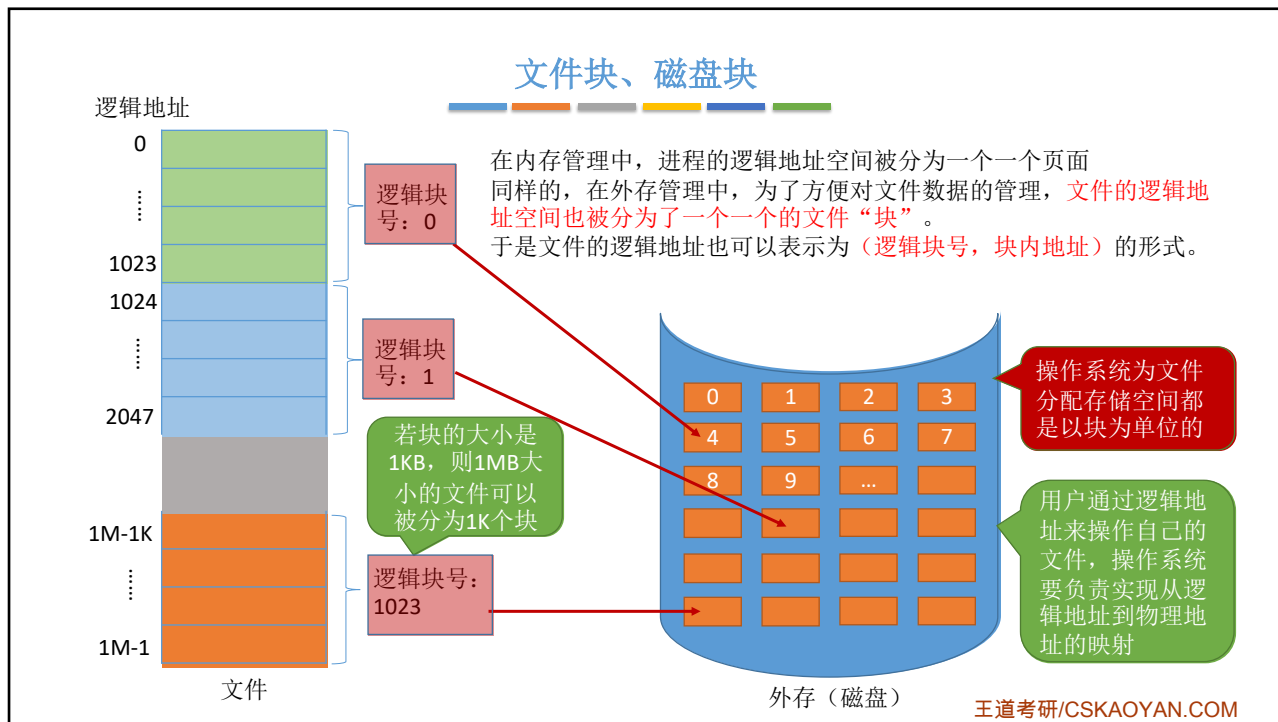 文件块、磁盘块
逻辑地址
0
......
1023
1024
......
2047
1M-1K
......
1M-1
文件
逻辑块
号：0
逻辑块
号：1
若块的大小是
1KB，则1MB大
小的文件可以
被分为1K个块
逻辑块号：
1023
在内存管理中，进程的逻辑地址空间被分为一个一个页面
同样的，在外存管理中，为了方便对文件数据的管理，文件的逻辑地
址空间也被分为了一个一个的文件“块”。
于是文件的逻辑地址也可以表示为（逻辑块号，块内地址）的形式。
0 1 2 3
4 5 6 7
8 9 ...
外存（磁盘）
操作系统为文件
分配存储空间都
是以块为单位的
用户通过逻辑地
址来操作自己的
文件，操作系统
要负责实现从逻
辑地址到物理地
址的映射
王道考研/CSKAOYAN.COM